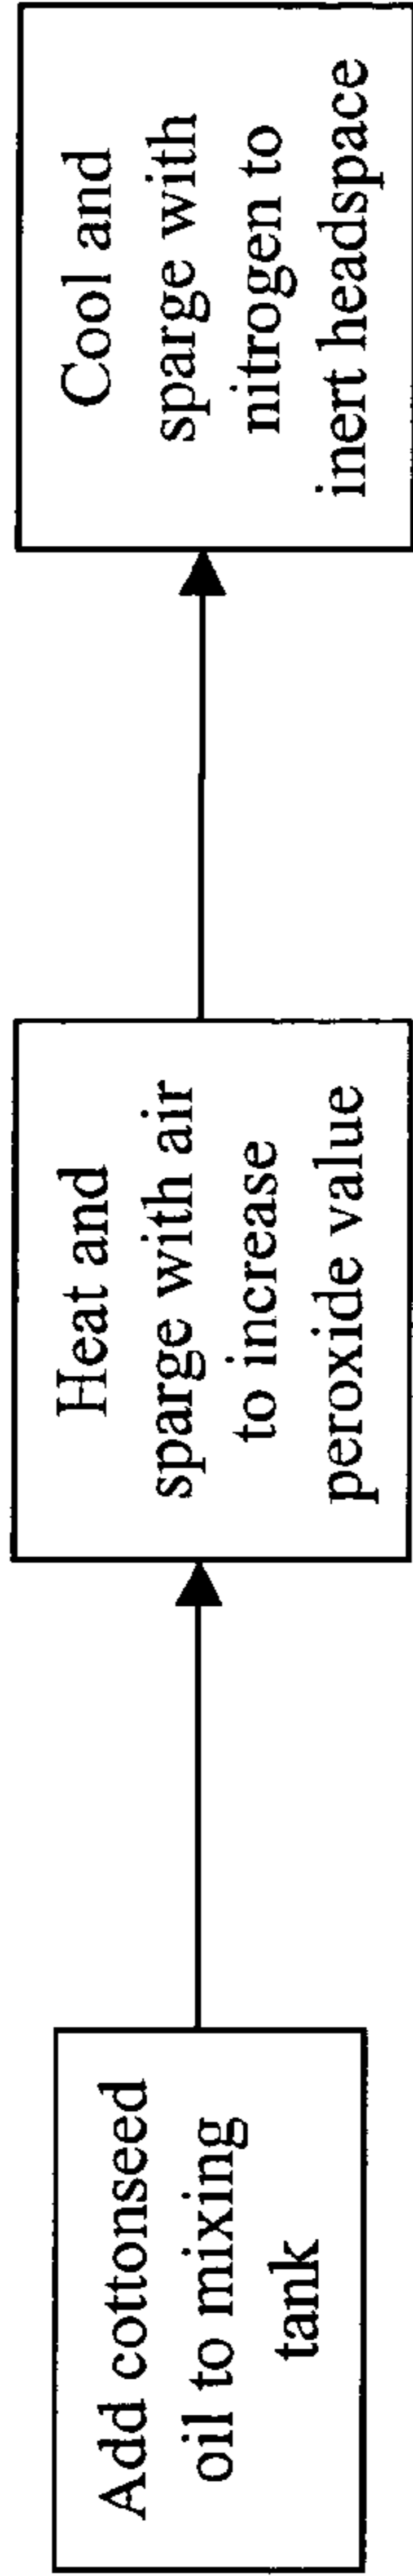 Add cottonseed
oil to mixing
tank
Heat and
sparge with air
to increase
peroxide value
Cool and
sparge with
nitrogen to
inert headspace